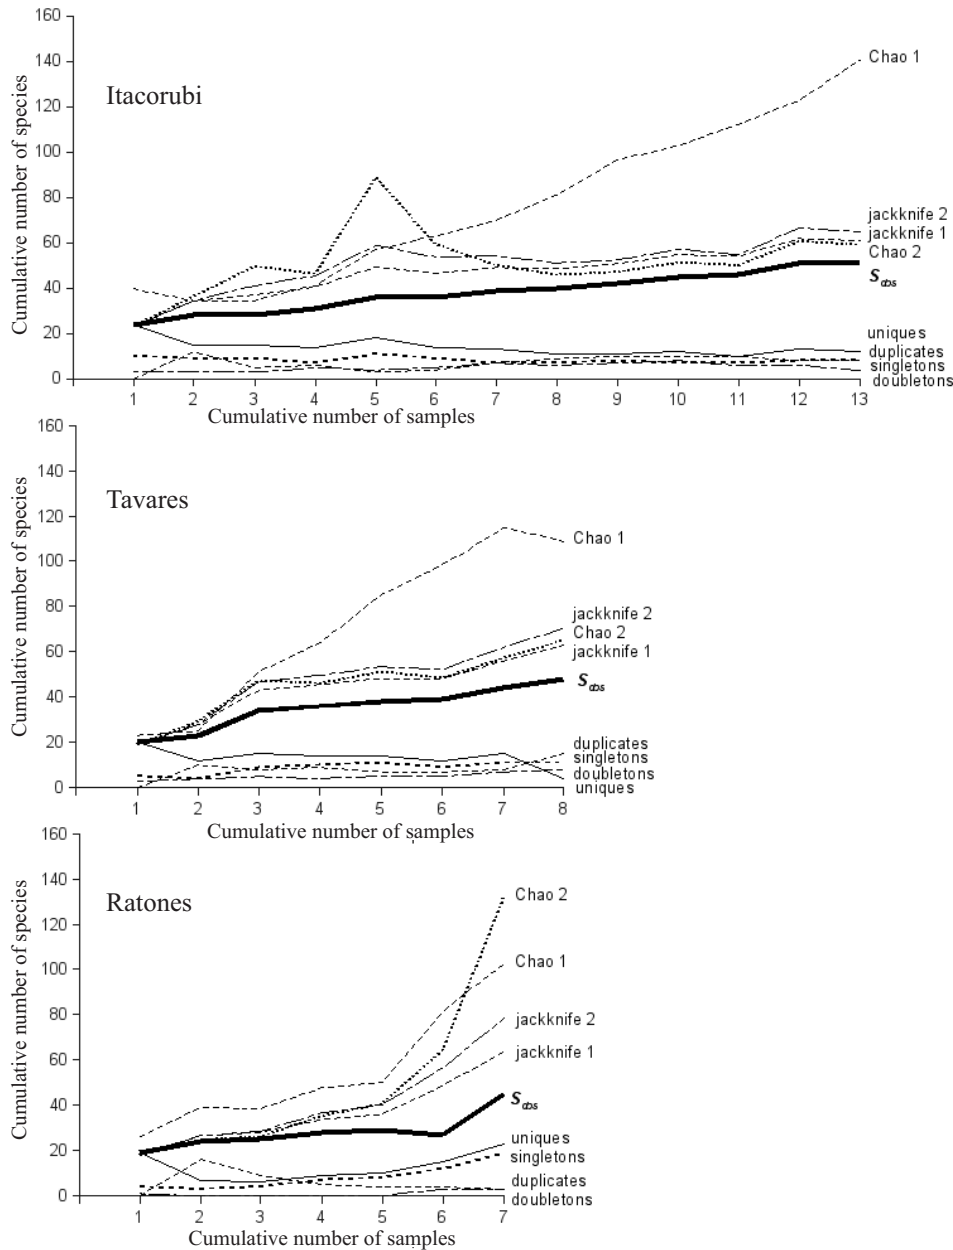 160
140
120
100
80
60
40
20
0
Cumulative number of species
Itacorubi
Chao 1
jackknife 2
jackknife 1
Chao 2
Sobs
uniques
duplicates
singletons
doubletons
1 2 3 4 5 6 7 8 9 10 11 12 13
Cumulative number of samples
160
140
120
100
80
60
40
20
0
Cumulative number of species
Tavares
Chao 1
jackknife 2
Chao 2
jackknife 1
Sobs
duplicates
singletons
doubletons
uniques
1 2 3 4 5 6 7 8
Cumulative number of samples
160
140
120
100
80
60
40
20
0
Cumulative number of species
Ratones
Chao 2
Chao 1
jackknife 2
jackknife 1
Sobs
uniques
singletons
duplicates
doubletons
1 2 3 4 5 6 7
Cumulative number of samples